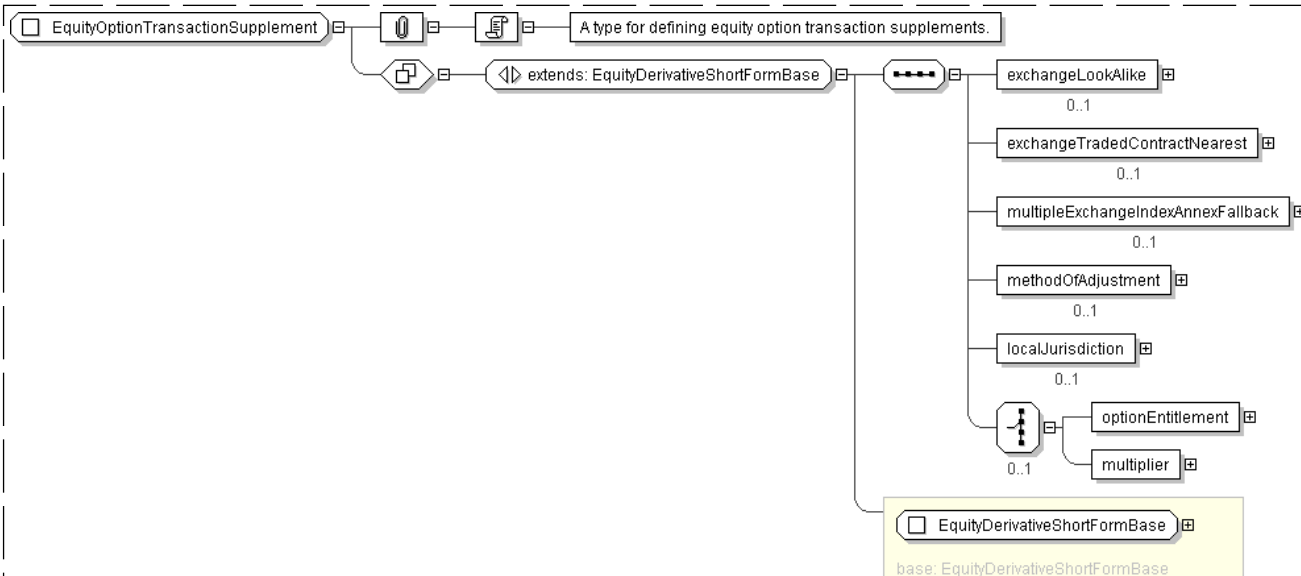 EquityOptionTransactionSupplement
A type for defining equity option transaction supplements.
extends: EquityDerivativeShortFormBase
exchangeLookAlike
0..1
exchangeTradedContractNearest
0..1
multipleExchangeIndexAnnexFallback
0..1
methodOfAdjustment
0..1
localJurisdiction
0..1
optionEntitlement
multiplier
0..1
EquityDerivativeShortFormBase
base: EquityDerivativeShortFormBase